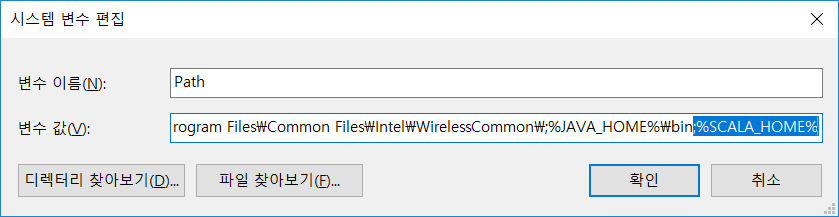 시스템 변수 편집
변수 이름(N): Path
변수 값(V): rogram Files₩Common Files₩Intel₩WirelessCommon₩;%JAVA_HOME%₩bin;%SCALA_HOME%
디렉터리 찾아보기(D)... 파일 찾아보기(F)... 확인 취소